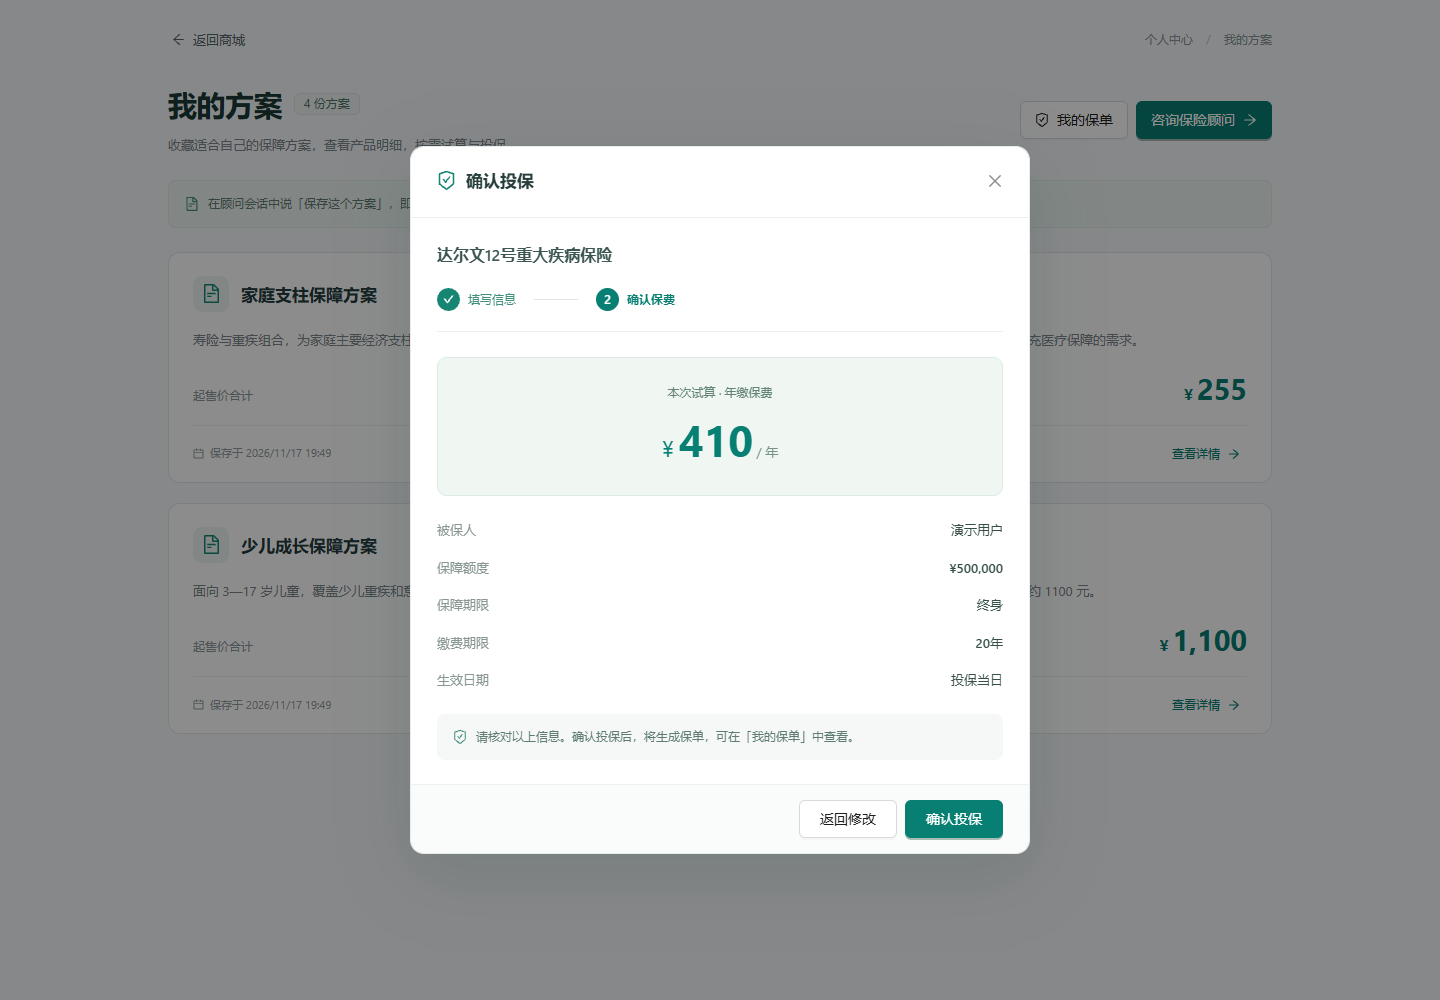 返回商城
个人中心 / 我的方案
我的方案
4 份方案
我的保单
咨询保险顾问
收藏适合自己的保障方案，查看产品明细，按需试算与投保
在顾问会话中说「保存这个方案」，即
确认投保
达尔文12号重大疾病保险
填写信息
2 确认保费
本次试算 · 年缴保费
¥ 410 / 年
被保人 演示用户
保障额度 ¥500,000
保障期限 终身
缴费期限 20年
生效日期 投保当日
请核对以上信息。确认投保后，将生成保单，可在「我的保单」中查看。
返回修改
确认投保
家庭支柱保障方案
寿险与重疾组合，为家庭主要经济支柱
起售价合计
保存于 2026/11/17 19:49
充医疗保障的需求。
¥ 255
查看详情
少儿成长保障方案
面向 3—17 岁儿童，覆盖少儿重疾和意
起售价合计
保存于 2026/11/17 19:49
约 1100 元。
¥ 1,100
查看详情